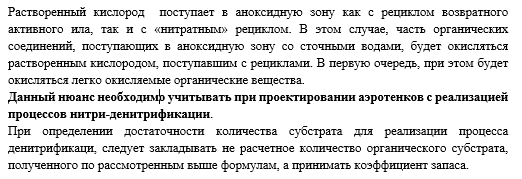 Растворенный кислород поступает в аноксидную зону как с рециклом возвратного
активного ила, так и с «нитратным» рециклом. В этом случае, часть органических
соединений, поступающих в аноксидную зону со сточными водами, будет окисляться
растворенным кислородом, поступавшим с рециклами. В первую очередь, при этом будут
окисляться легко окисляемые органические вещества.
Данный нюанс необходимо учитывать при проектировании аэротенков с реализацией
процессов нитри-денитрификации.
При определении достаточности количества субстрата для реализации процесса
денитрификаци, следует закладывать не расчетное количество органического субстрата,
полученного по рассмотренным выше формулам, а принимать коэффициент запаса.